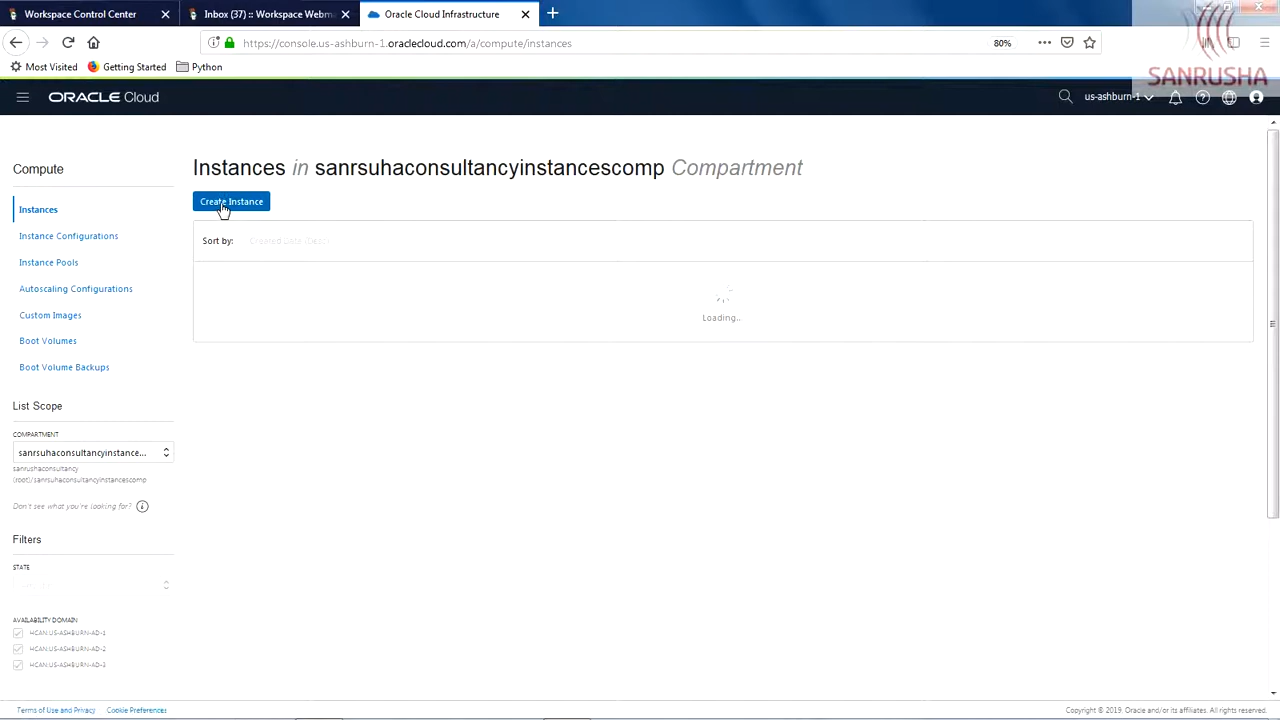 Workspace Control Center
Inbox (37) :: Workspace Webma
Oracle Cloud Infrastructure
https://console.us-ashburn-1.oraclecloud.com/a/compute/instances
80%
Most Visited
Getting Started
Python
SANRUSHA
ORACLE Cloud
us-ashburn-1
Compute
Instances in sanrsuhaconsultancyinstancescomp Compartment
Create Instance
Instances
Instance Configurations
Instance Pools
Autoscaling Configurations
Custom Images
Boot Volumes
Boot Volume Backups
Sort by:
Created Date (Desc)
Loading..
List Scope
COMPARTMENT
sanrsuhaconsultancyinstance...
sanrushaconsultancy
(root)/sanrsuhaconsultancyinstancescomp
Don't see what you're looking for?
Filters
STATE
AVAILABILITY DOMAIN
HCAN:US-ASHBURN-AD-1
HCAN:US-ASHBURN-AD-2
HCAN:US-ASHBURN-AD-3
Terms of Use and Privacy
Cookie Preferences
Copyright © 2019, Oracle and/or its affiliates. All rights reserved.